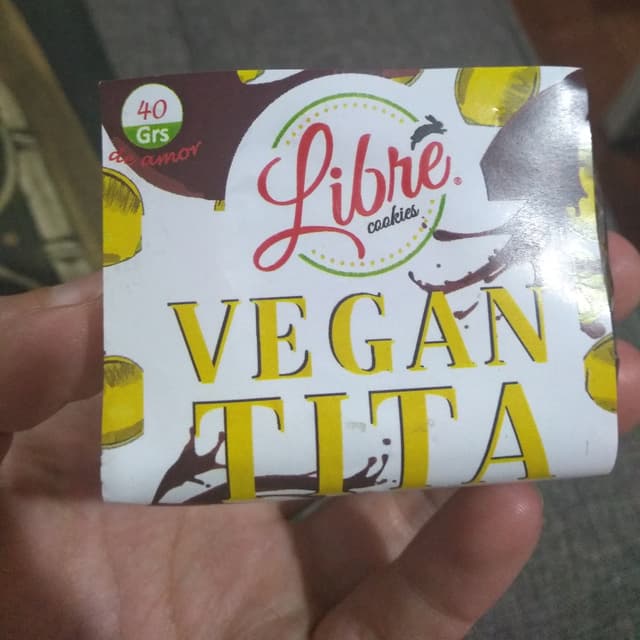 40
Grs
de amor
Libre®
cookies
VEGAN
TITA